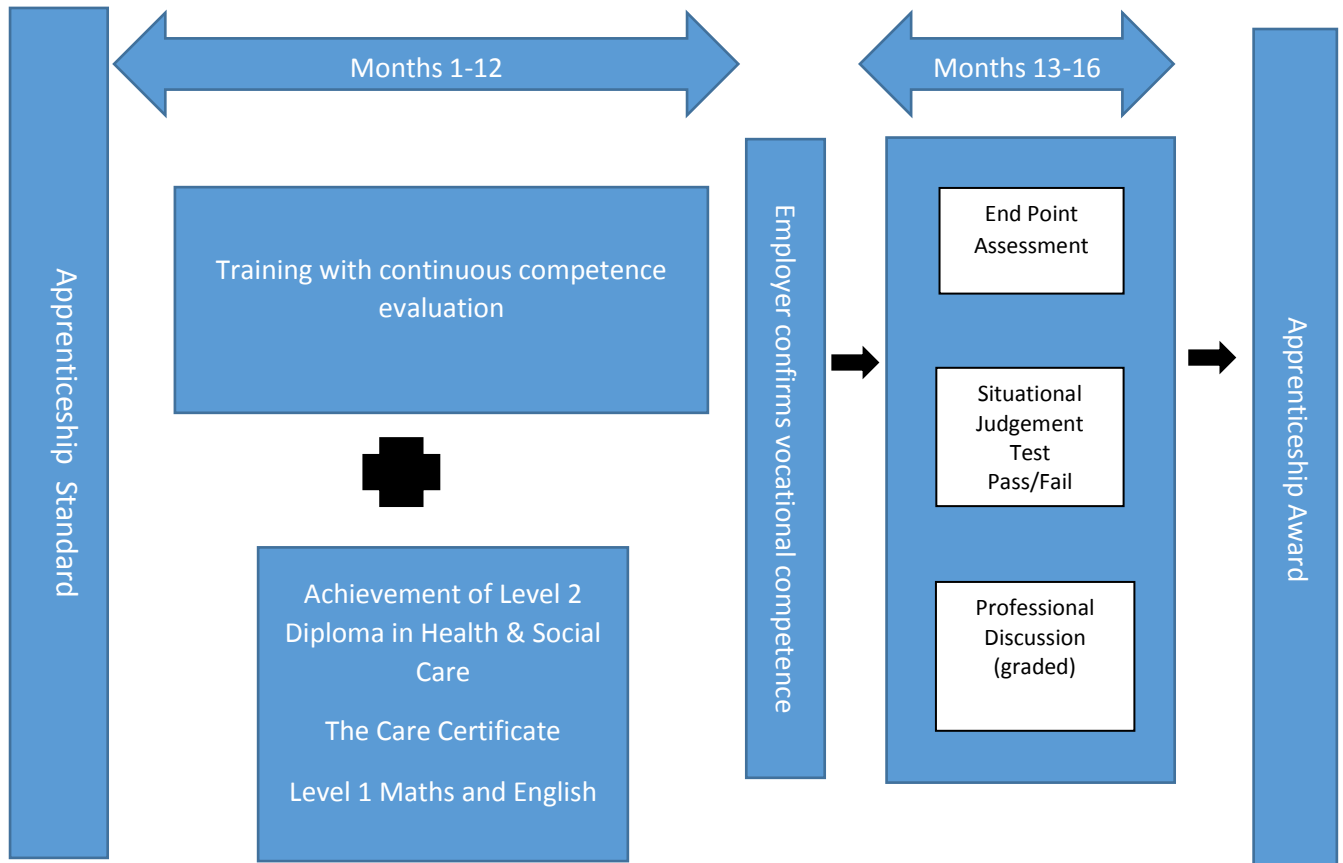 Apprenticeship Standard
Months 1-12
Training with continuous competence
evaluation
Achievement of Level 2
Diploma in Health & Social
Care
The Care Certificate
Level 1 Maths and English
Employer confirms vocational competence
Months 13-16
End Point
Assessment
Situational
Judgement
Test
Pass/Fail
Professional
Discussion
(graded)
Apprenticeship Award